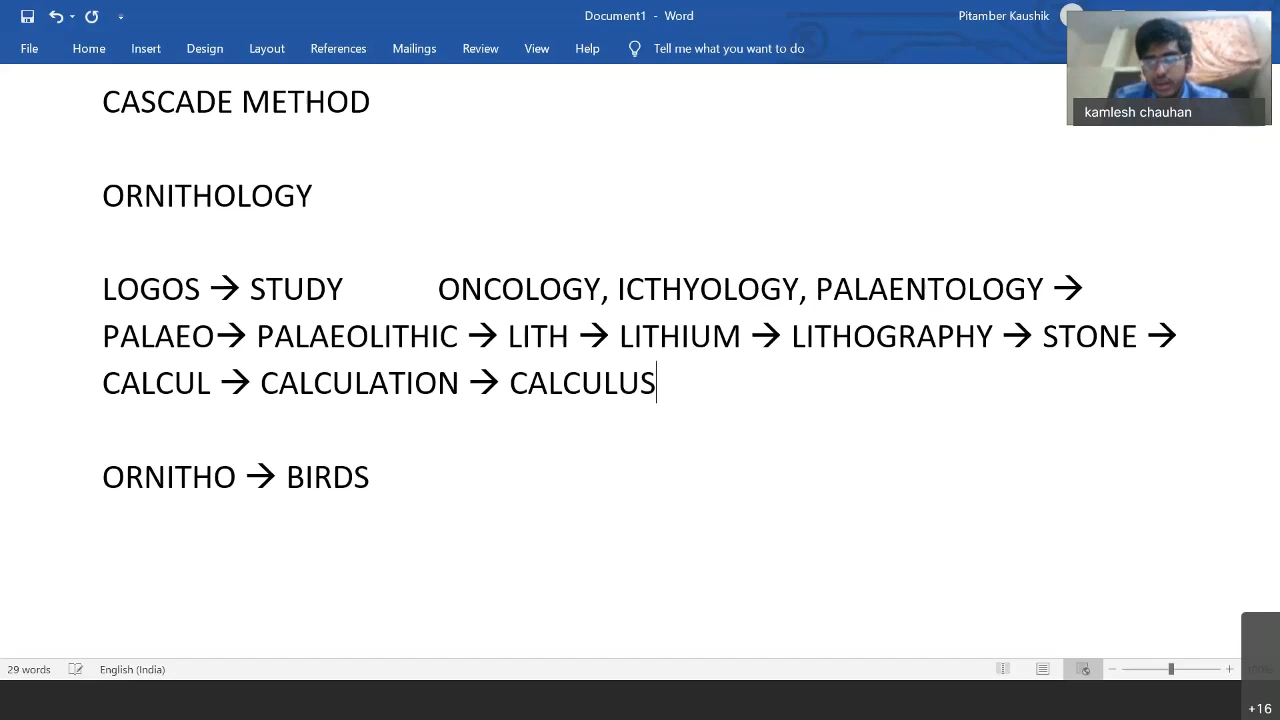 Document1 - Word
Pitamber Kaushik
File Home Insert Design Layout References Mailings Review View Help Tell me what you want to do
kamlesh chauhan
CASCADE METHOD
ORNITHOLOGY
LOGOS → STUDY ONCOLOGY, ICTHYOLOGY, PALAENTOLOGY →
PALAEO→ PALAEOLITHIC → LITH → LITHIUM → LITHOGRAPHY → STONE →
CALCUL → CALCULATION → CALCULUS
ORNITHO → BIRDS
29 words English (India)
+16